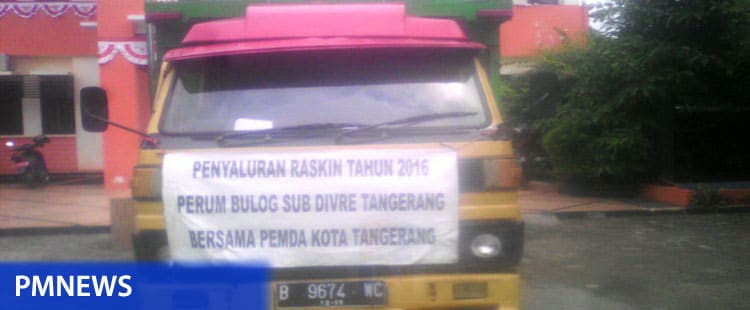 PENYALURAN RASKIN TAHUN 2016
PERUM BULOG SUB DIVRE TANGERANG
BERSAMA PEMDA KOTA TANGERANG
B 9674 WC
PMNEWS